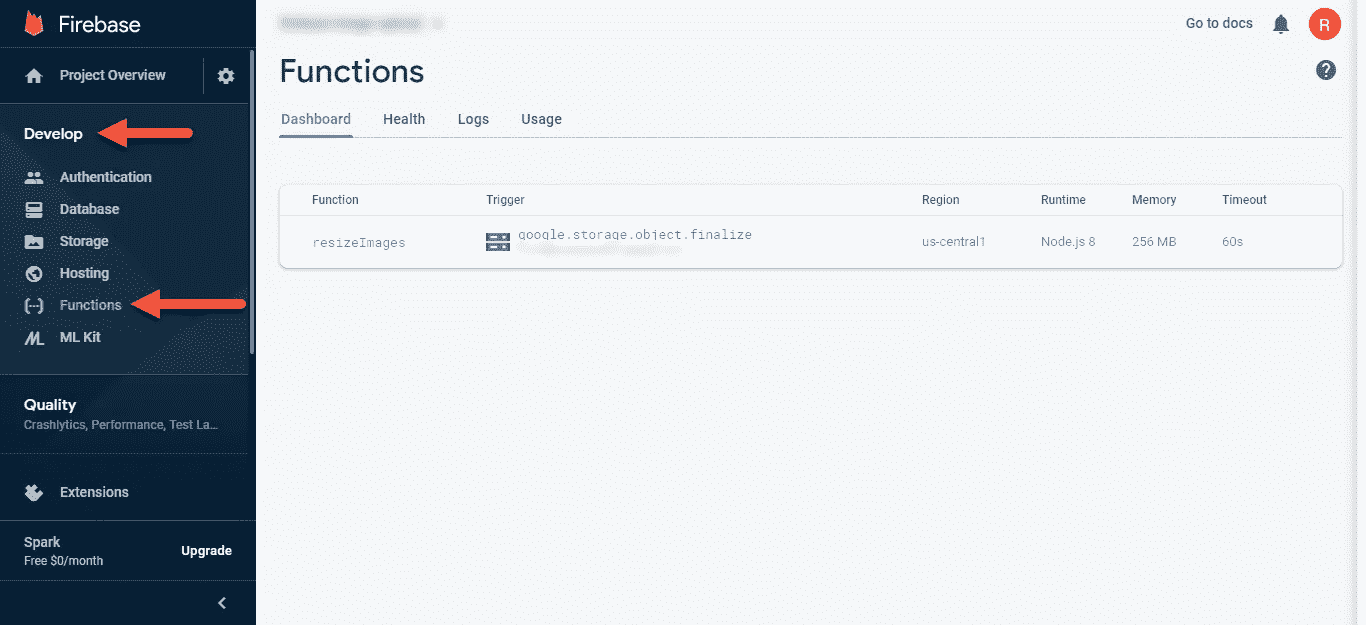 Firebase
Project Overview
Develop
Authentication
Database
Storage
Hosting
Functions
ML Kit
Quality
Crashlytics, Performance, Test La...
Extensions
Spark
Free $0/month
Upgrade
Go to docs
R
Functions
Dashboard Health Logs Usage
Function Trigger Region Runtime Memory Timeout
resizeImages google.storage.object.finalize us-central1 Node.js 8 256 MB 60s